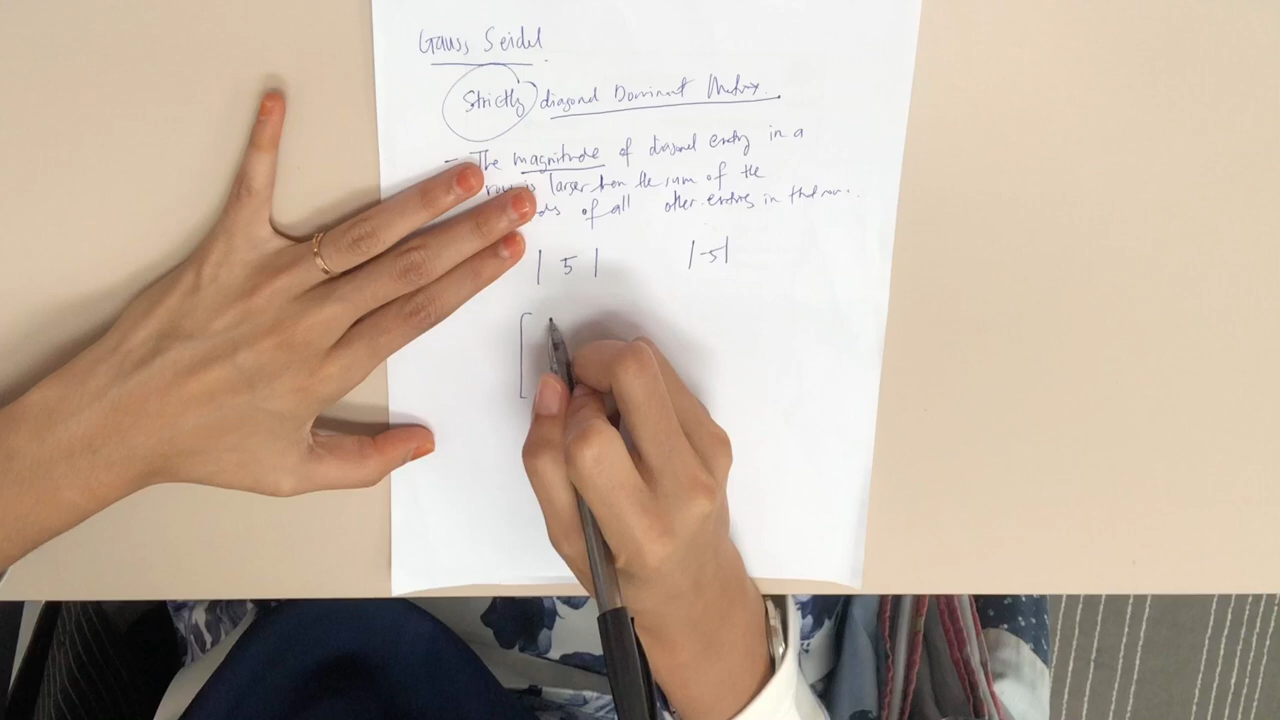 Gauss Seidel
Strictly diagonal Dominant Matrix.
- The magnitude of diagonal entry in a
row is larger than the sum of the
of all other entries in that row.
| 5 | |-5|
[